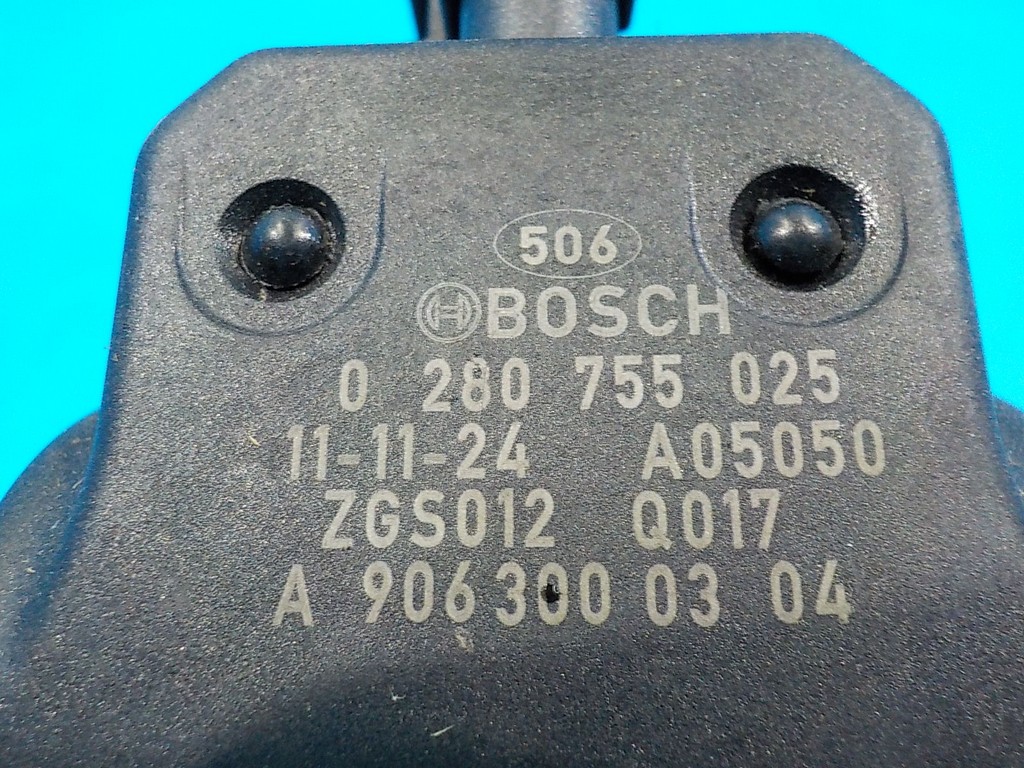 506
BOSCH
0 280 755 025
11-11-24 A05050
ZGS012 Q017
A 906 300 03 04